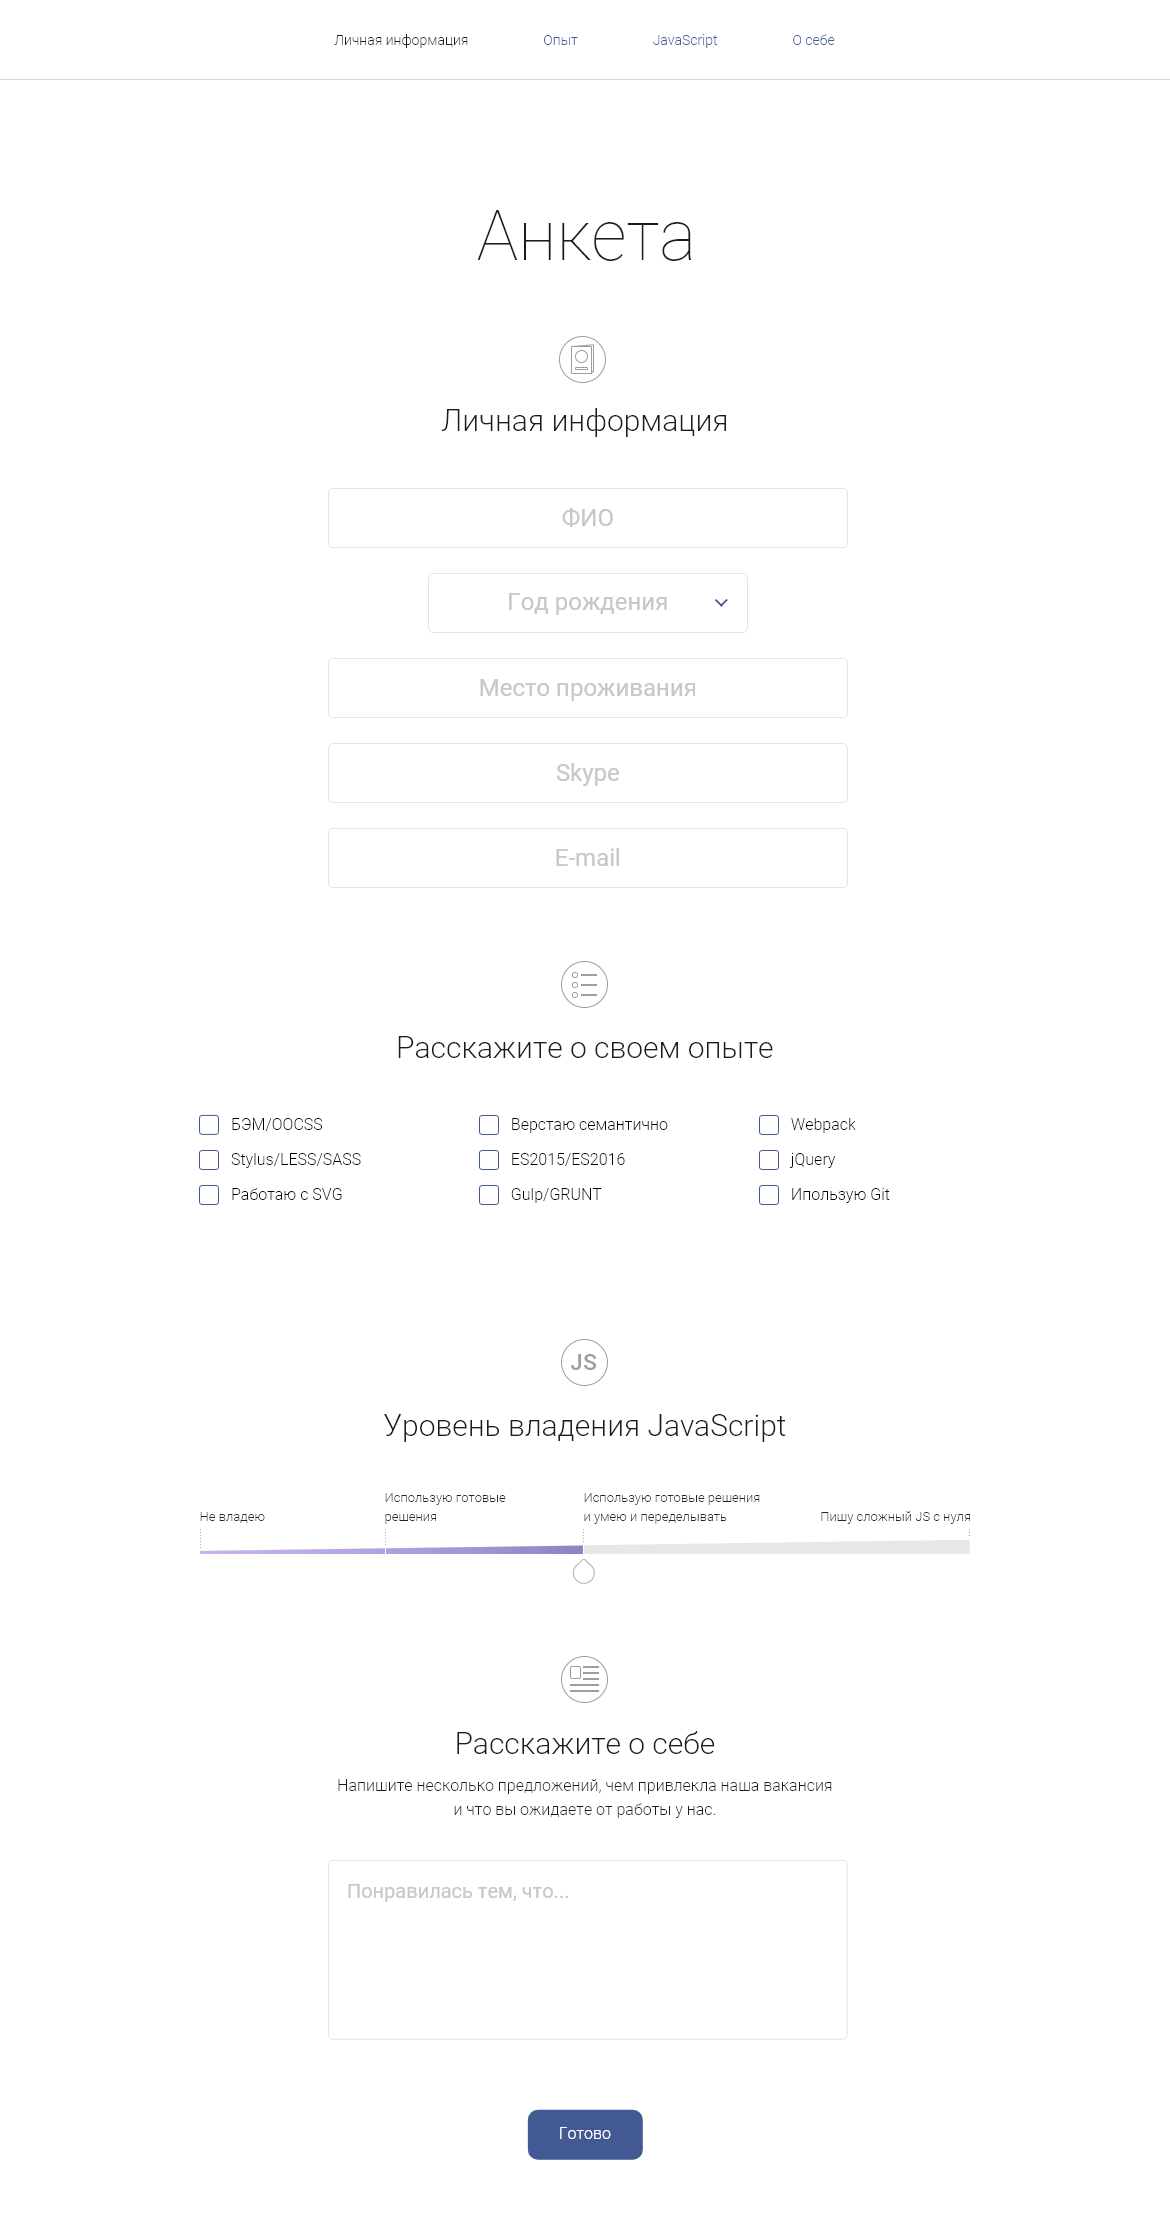 Личная информация Опыт JavaScript О себе
Анкета
Личная информация
ФИО
Год рождения
Место проживания
Skype
E-mail
Расскажите о своем опыте
БЭМ/OOCSS Верстаю семантично Webpack
Stylus/LESS/SASS ES2015/ES2016 jQuery
Работаю с SVG Gulp/GRUNT Ипользую Git
JS
Уровень владения JavaScript
Не владею
Использую готовые
решения
Использую готовые решения
и умею и переделывать
Пишу сложный JS с нуля
Расскажите о себе
Напишите несколько предложений, чем привлекла наша вакансия
и что вы ожидаете от работы у нас.
Понравилась тем, что...
Готово